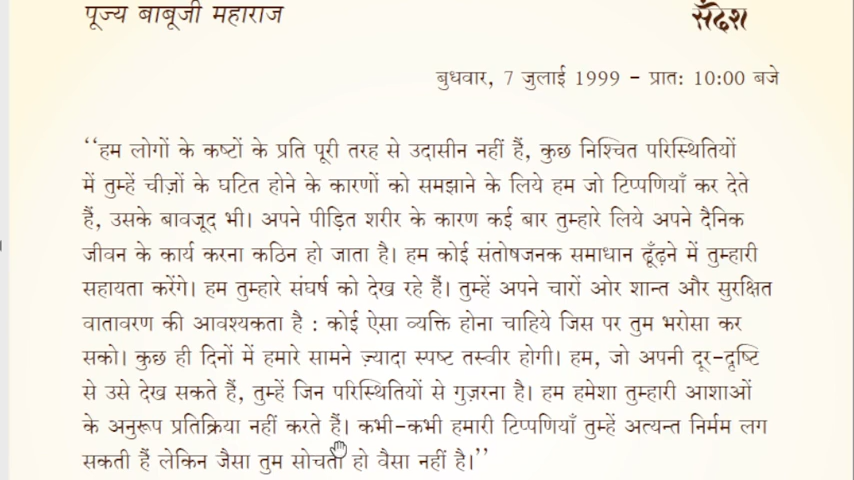 पूज्य बाबूजी महाराज
संदेश
बुधवार, 7 जुलाई 1999 - प्रात: 10:00 बजे
‘‘हम लोगों के कष्टों के प्रति पूरी तरह से उदासीन नहीं हैं, कुछ निश्चित परिस्थितियों
में तुम्हें चीज़ों के घटित होने के कारणों को समझाने के लिये हम जो टिप्पणियाँ कर देते
हैं, उसके बावजूद भी। अपने पीड़ित शरीर के कारण कई बार तुम्हारे लिये अपने दैनिक
जीवन के कार्य करना कठिन हो जाता है। हम कोई संतोषजनक समाधान ढूँढ़ने में तुम्हारी
सहायता करेंगे। हम तुम्हारे संघर्ष को देख रहे हैं। तुम्हें अपने चारों ओर शान्त और सुरक्षित
वातावरण की आवश्यकता है : कोई ऐसा व्यक्ति होना चाहिये जिस पर तुम भरोसा कर
सको। कुछ ही दिनों में हमारे सामने ज़्यादा स्पष्ट तस्वीर होगी। हम, जो अपनी दूर-दृष्टि
से उसे देख सकते हैं, तुम्हें जिन परिस्थितियों से गुज़रना है। हम हमेशा तुम्हारी आशाओं
के अनुरूप प्रतिक्रिया नहीं करते हैं। कभी-कभी हमारी टिप्पणियाँ तुम्हें अत्यन्त निर्मम लग
सकती हैं लेकिन जैसा तुम सोचते हो वैसा नहीं है।’’